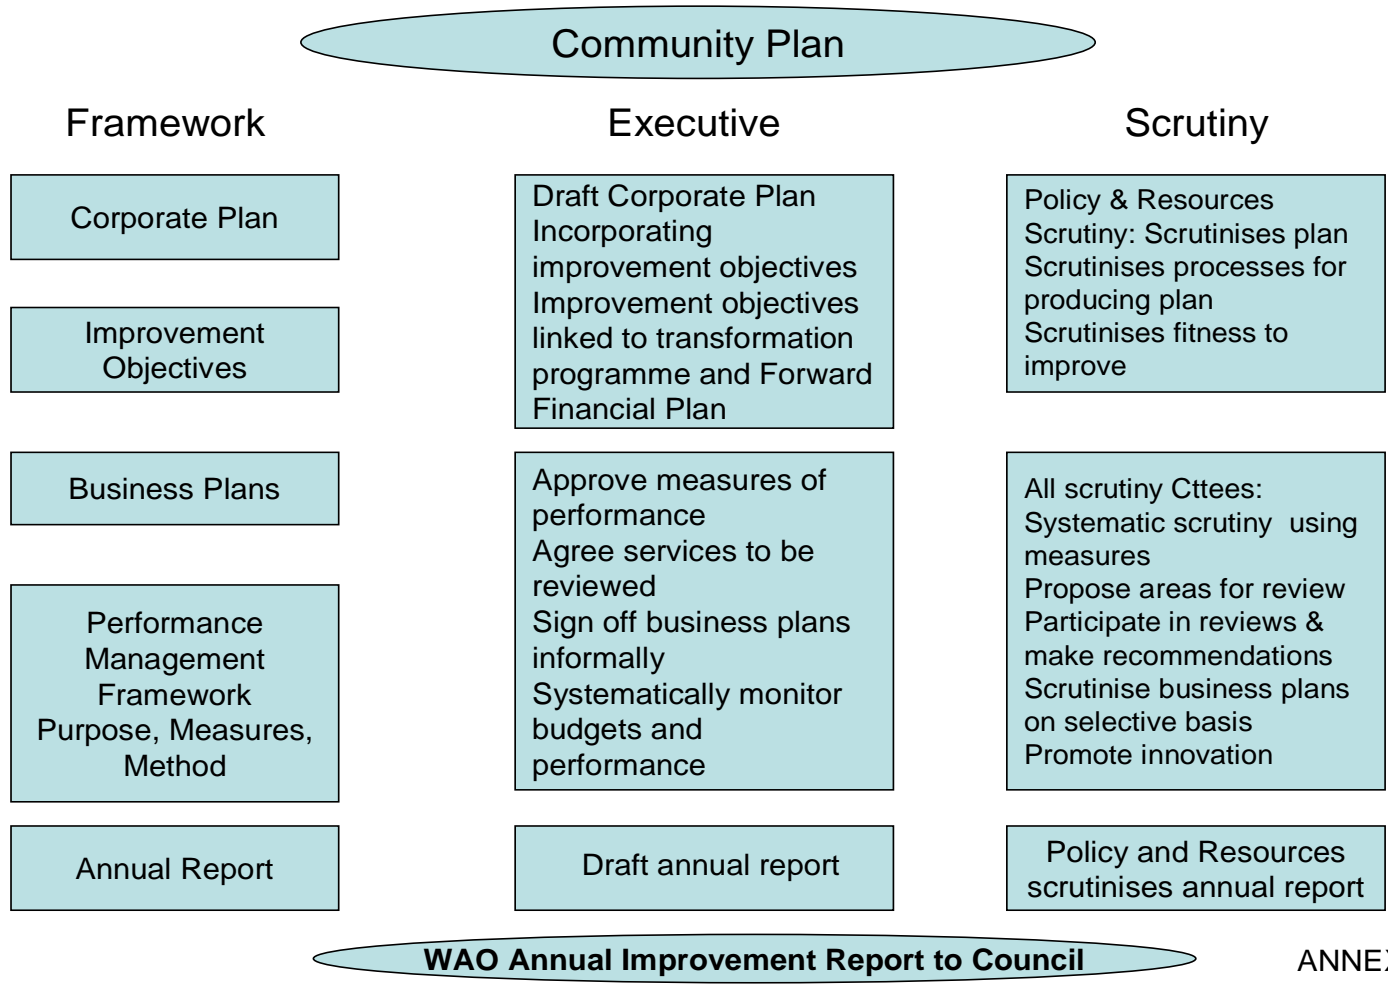 Community Plan
Framework
Executive
Scrutiny
Corporate Plan
Improvement
Objectives
Business Plans
Performance
Management
Framework
Purpose, Measures,
Method
Annual Report
Draft Corporate Plan
Incorporating
improvement objectives
Improvement objectives
linked to transformation
programme and Forward
Financial Plan
Approve measures of
performance
Agree services to be
reviewed
Sign off business plans
informally
Systematically monitor
budgets and
performance
Draft annual report
Policy & Resources
Scrutiny: Scrutinises plan
Scrutinises processes for
producing plan
Scrutinises fitness to
improve
All scrutiny Cttees:
Systematic scrutiny  using
measures
Propose areas for review
Participate in reviews &
make recommendations
Scrutinise business plans
on selective basis
Promote innovation
Policy and Resources
scrutinises annual report
WAO Annual Improvement Report to Council
ANNEX